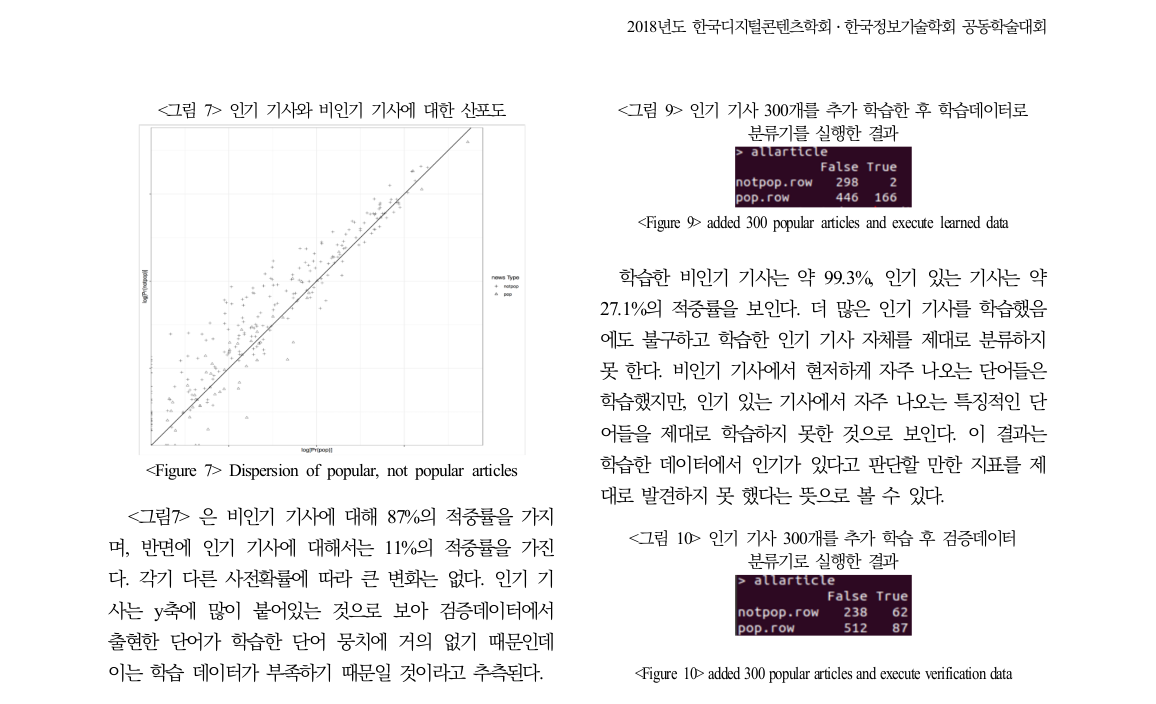 2018년도 한국디지털콘텐츠학회·한국정보기술학회 공동학술대회
<그림 7> 인기 기사와 비인기 기사에 대한 산포도
log[Pr(notpop)]
news Type
notpop
pop
log[Pr(pop)]
<Figure 7> Dispersion of popular, not popular articles
<그림7> 은 비인기 기사에 대해 87%의 적중률을 가지
며, 반면에 인기 기사에 대해서는 11%의 적중률을 가진
다. 각기 다른 사전확률에 따라 큰 변화는 없다. 인기 기
사는 y축에 많이 붙어있는 것으로 보아 검증데이터에서
출현한 단어가 학습한 단어 뭉치에 거의 없기 때문인데
이는 학습 데이터가 부족하기 때문일 것이라고 추측된다.
<그림 9> 인기 기사 300개를 추가 학습한 후 학습데이터로
분류기를 실행한 결과
> allarticle
False True
notpop.row 298 2
pop.row 446 166
<Figure 9> added 300 popular articles and execute learned data
학습한 비인기 기사는 약 99.3%, 인기 있는 기사는 약
27.1%의 적중률을 보인다. 더 많은 인기 기사를 학습했음
에도 불구하고 학습한 인기 기사 자체를 제대로 분류하지
못 한다. 비인기 기사에서 현저하게 자주 나오는 단어들은
학습했지만, 인기 있는 기사에서 자주 나오는 특징적인 단
어들을 제대로 학습하지 못한 것으로 보인다. 이 결과는
학습한 데이터에서 인기가 있다고 판단할 만한 지표를 제
대로 발견하지 못 했다는 뜻으로 볼 수 있다.
<그림 10> 인기 기사 300개를 추가 학습 후 검증데이터
분류기로 실행한 결과
> allarticle
False True
notpop.row 238 62
pop.row 512 87
<Figure 10> added 300 popular articles and execute verification data